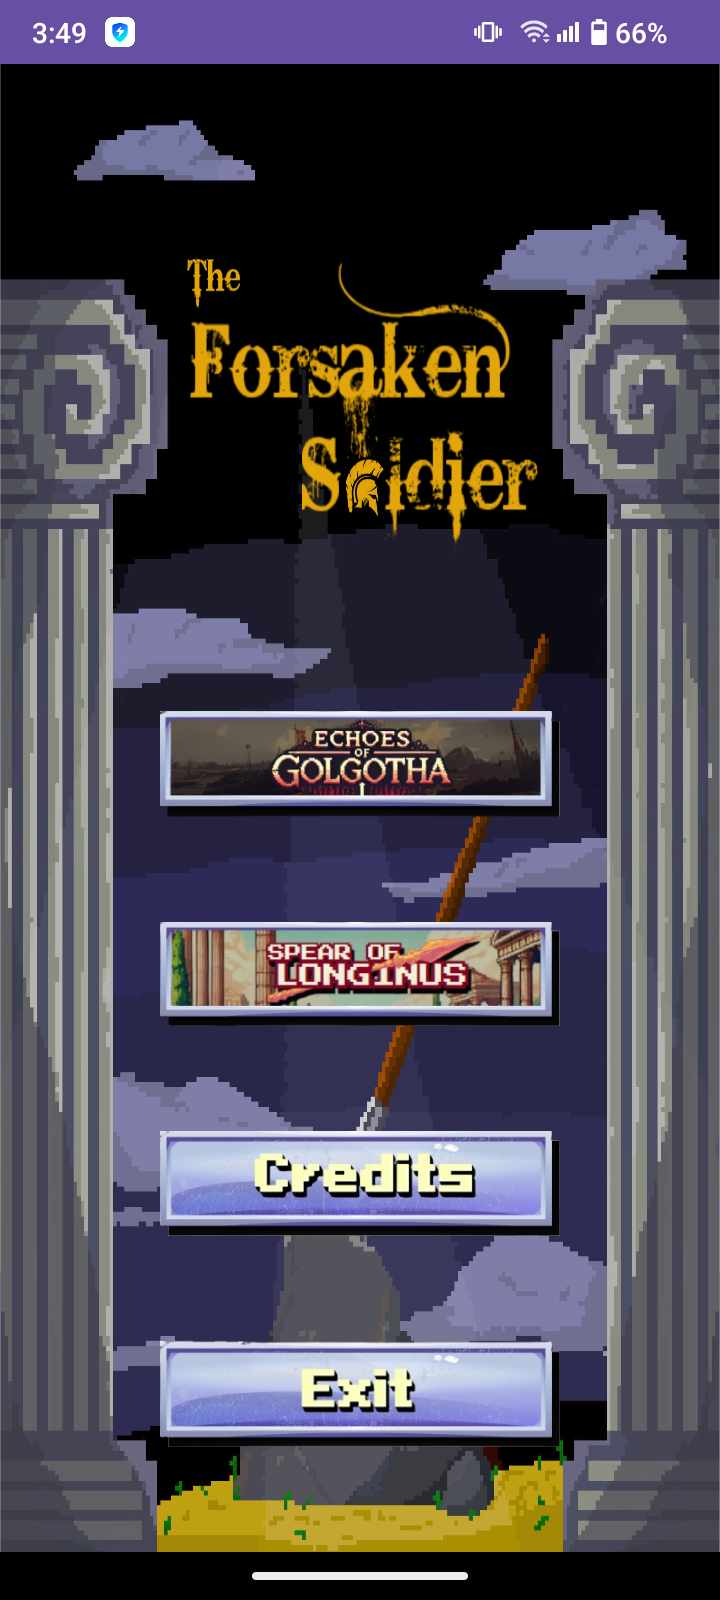 3:49
66%
The
Forsaken
Soldier
ECHOES
OF
GOLGOTHA
SPEAR OF
LONGINUS
Credits
Exit